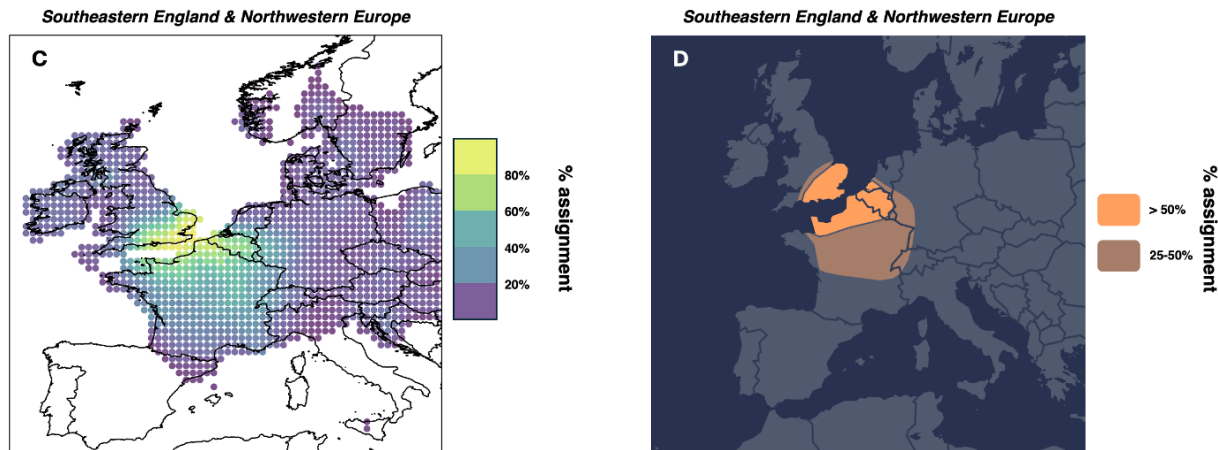 Southeastern England & Northwestern Europe
C
80%
60%
40%
20%
% assignment
Southeastern England & Northwestern Europe
D
> 50%
25-50%
% assignment